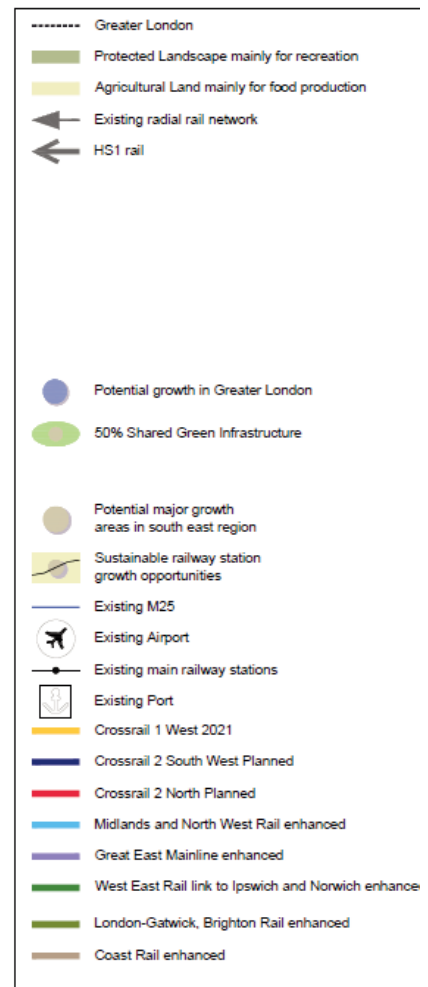 Greater London
Protected Landscape mainly for recreation
Agricultural Land mainly for food production
Existing radial rail network
HS1 rail
Potential growth in Greater London
50% Shared Green Infrastructure
Potential major growth
areas in south east region
Sustainable railway station
growth opportunities
Existing M25
Existing Airport
Existing main railway stations
Existing Port
Crossrail 1 West 2021
Crossrail 2 South West Planned
Crossrail 2 North Planned
Midlands and North West Rail enhanced
Great East Mainline enhanced
West East Rail link to Ipswich and Norwich enhance
London-Gatwick, Brighton Rail enhanced
Coast Rail enhanced